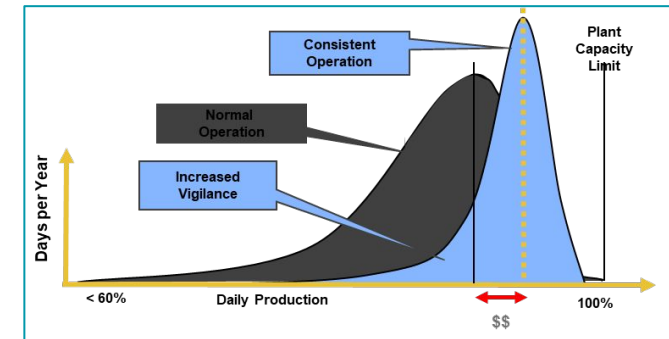 Consistent
Operation
Plant
Capacity
Limit
Normal
Operation
Increased
Vigilance
Days per Year
< 60%
Daily Production
100%
$$